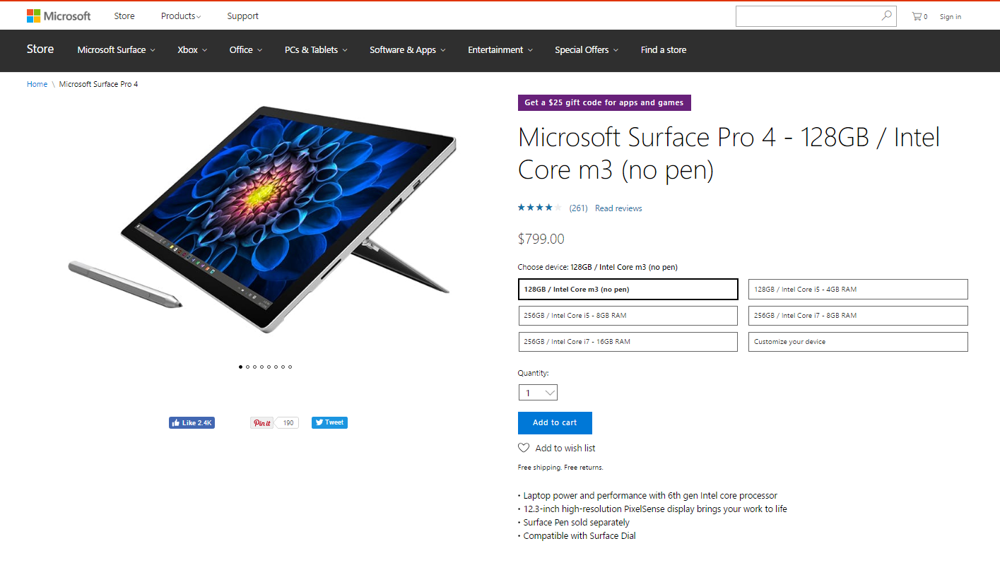 Microsoft
Store
Products
Support
0
Sign in
Store
Microsoft Surface
Xbox
Office
PCs & Tablets
Software & Apps
Entertainment
Special Offers
Find a store
Home \ Microsoft Surface Pro 4
Get a $25 gift code for apps and games
Microsoft Surface Pro 4 - 128GB / Intel
Core m3 (no pen)
(261) Read reviews
$799.00
Choose device: 128GB / Intel Core m3 (no pen)
128GB / Intel Core m3 (no pen)
128GB / Intel Core i5 - 4GB RAM
256GB / Intel Core i5 - 8GB RAM
256GB / Intel Core i7 - 8GB RAM
256GB / Intel Core i7 - 16GB RAM
Customize your device
Quantity:
1
Like 2.4K
Pin it
190
Tweet
Add to cart
Add to wish list
Free shipping. Free returns.
• Laptop power and performance with 6th gen Intel core processor
• 12.3-inch high-resolution PixelSense display brings your work to life
• Surface Pen sold separately
• Compatible with Surface Dial